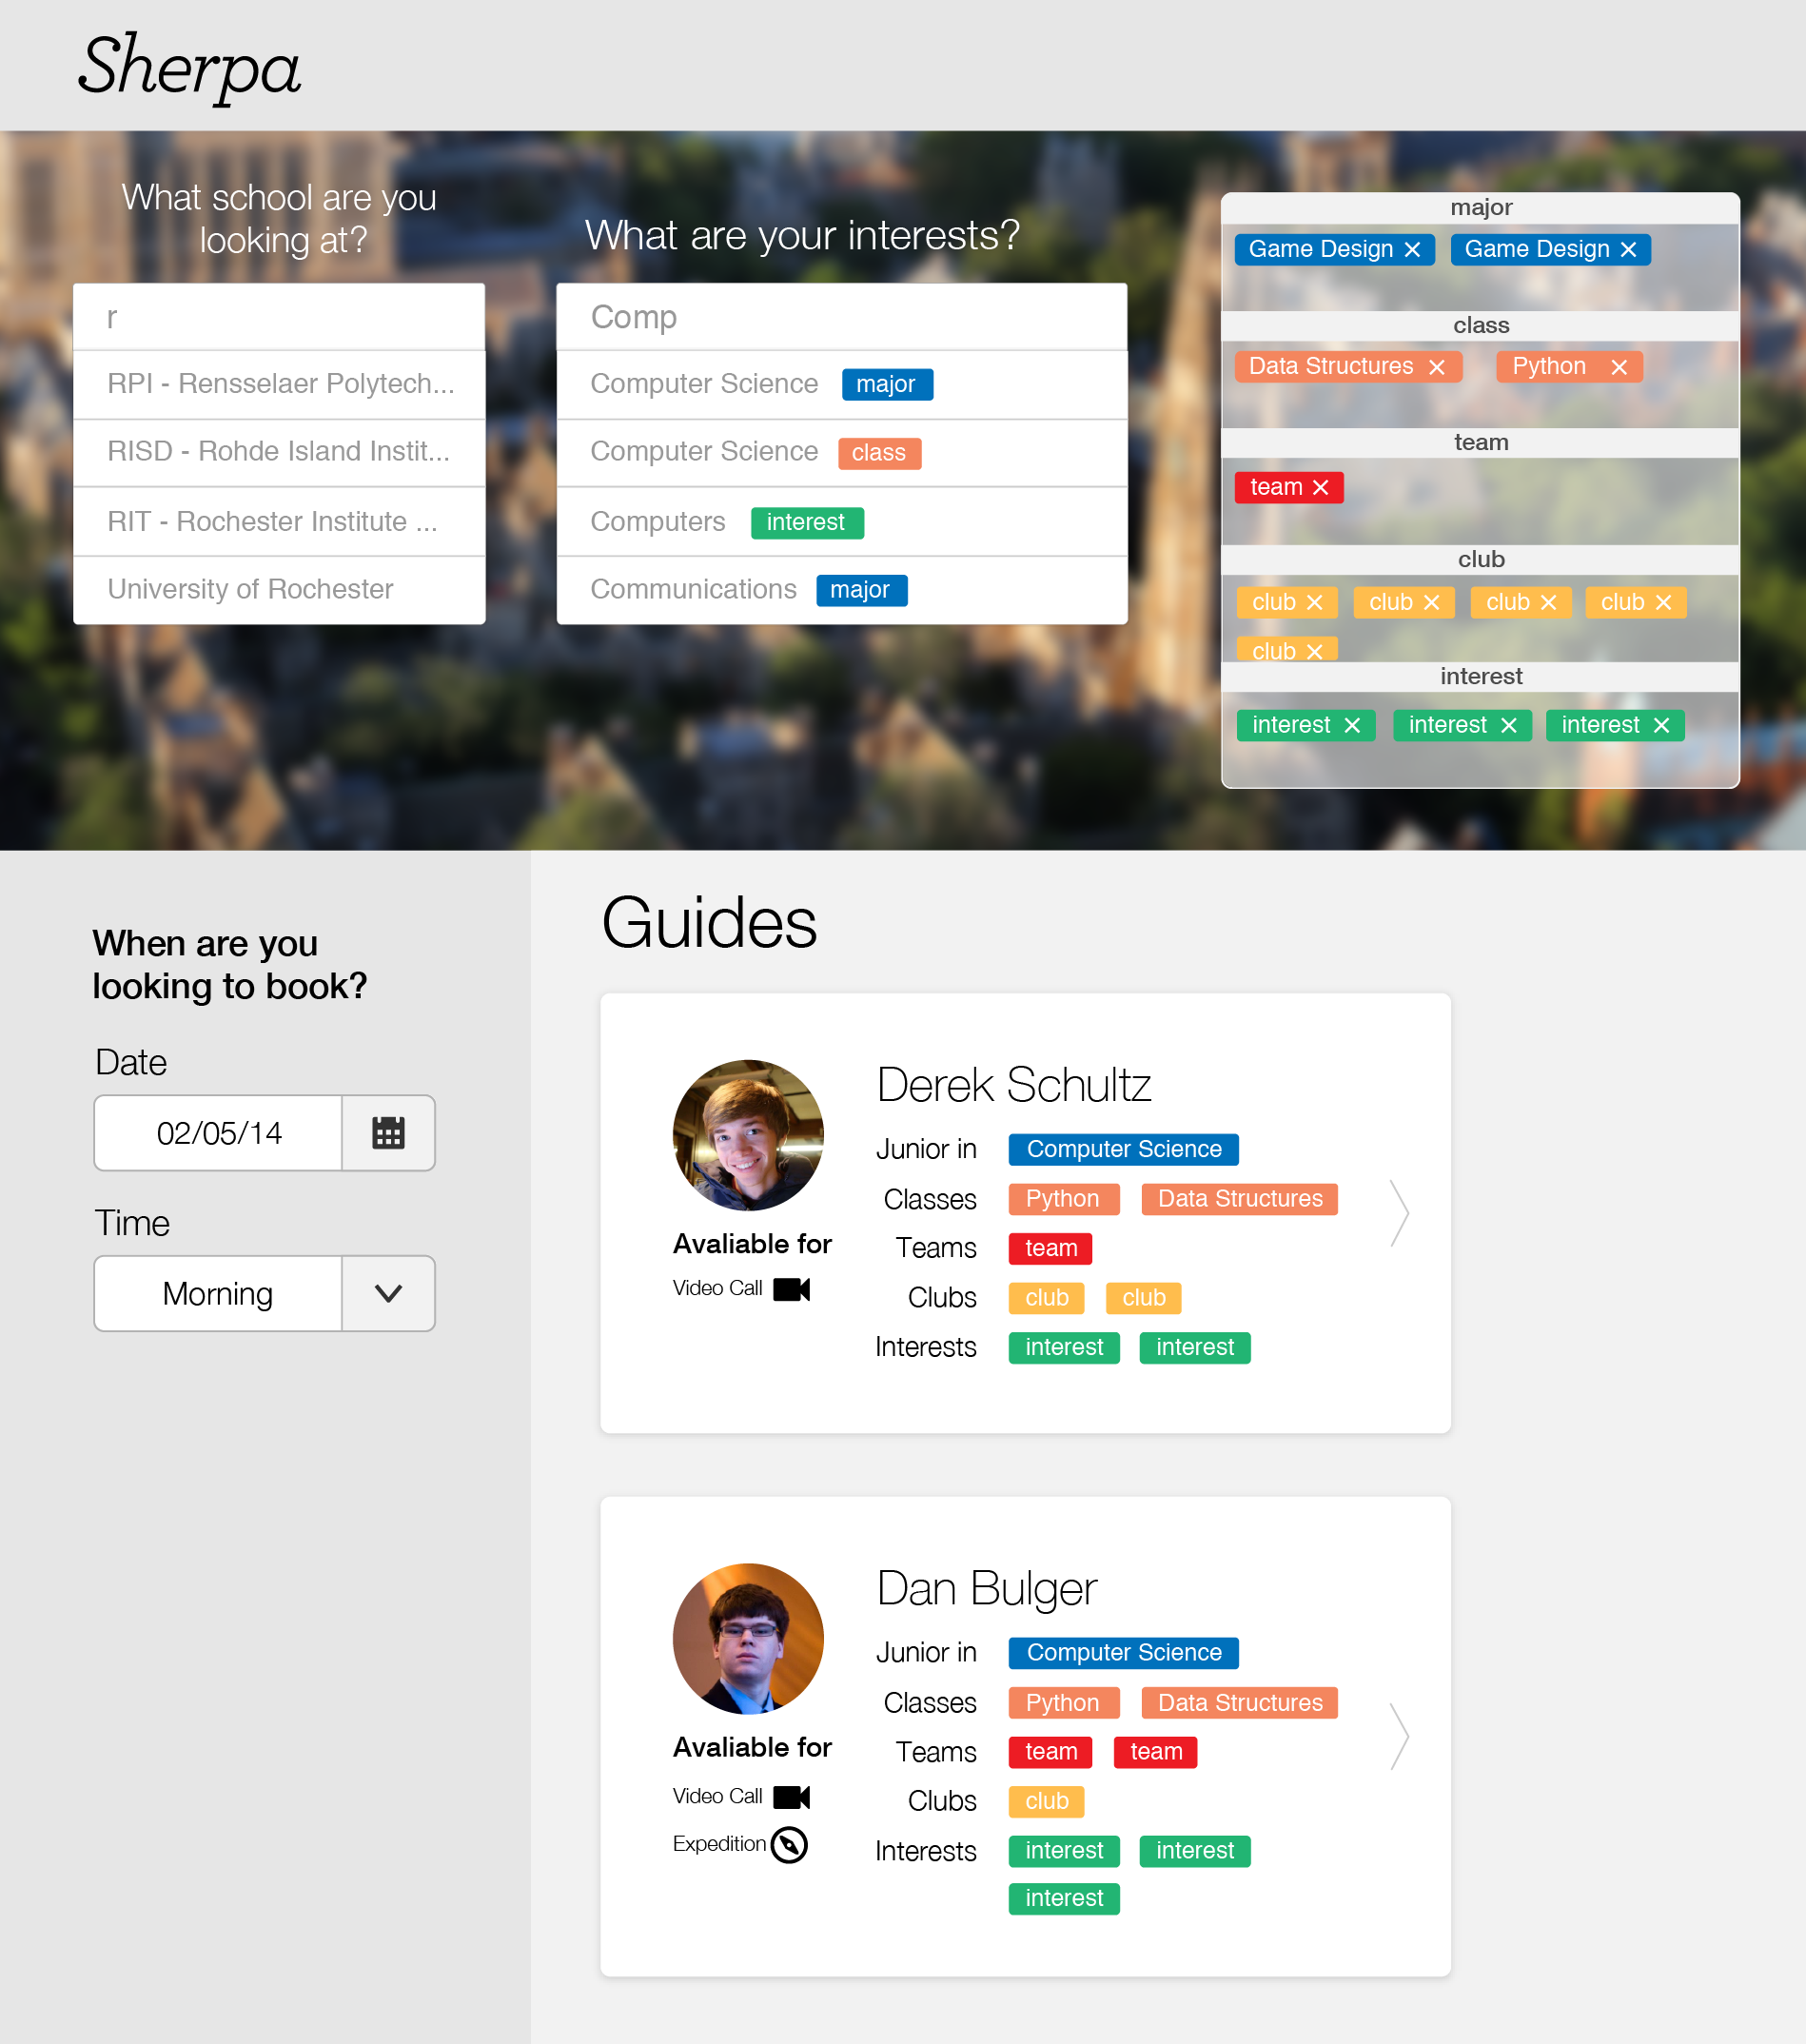 Sherpa
What school are you
looking at?
r
RPI - Rensselaer Polytech...
RISD - Rohde Island Instit...
RIT - Rochester Institute ...
University of Rochester
What are your interests?
Comp
Computer Science major
Computer Science class
Computers interest
Communications major
major
Game Design Game Design
class
Data Structures Python
team
team
club
club club club club
club
interest
interest interest interest
When are you
looking to book?
Date
02/05/14
Time
Morning
Guides
Derek Schultz
Junior in Computer Science
Classes Python Data Structures
Teams team
Clubs club club
Interests interest interest
Avaliable for
Video Call
Dan Bulger
Junior in Computer Science
Classes Python Data Structures
Teams team team
Clubs club
Interests interest interest
interest
Avaliable for
Video Call
Expedition